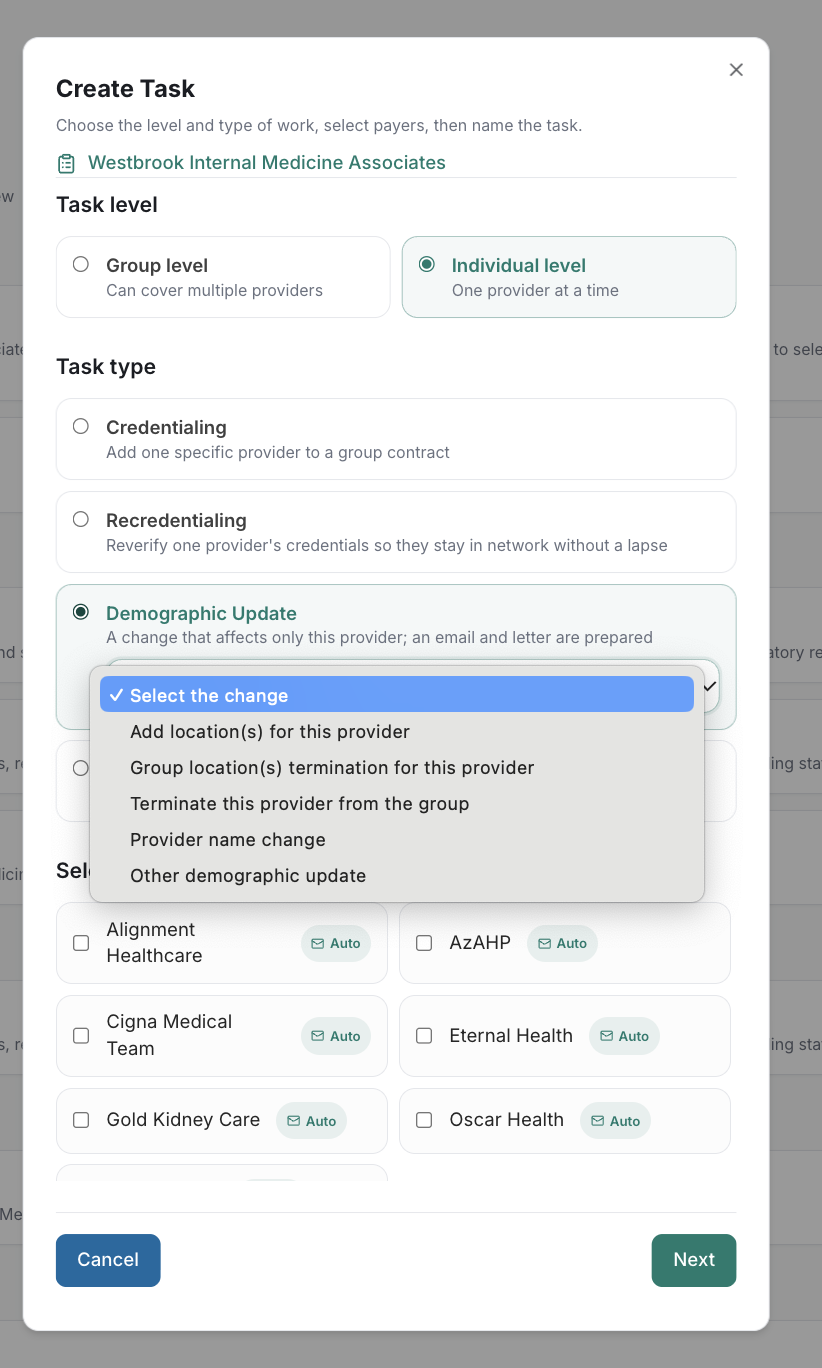 Create Task
Choose the level and type of work, select payers, then name the task.
Westbrook Internal Medicine Associates
Task level
Group level
Can cover multiple providers
Individual level
One provider at a time
Task type
Credentialing
Add one specific provider to a group contract
Recredentialing
Reverify one provider's credentials so they stay in network without a lapse
Demographic Update
A change that affects only this provider; an email and letter are prepared
✓ Select the change
Add location(s) for this provider
Group location(s) termination for this provider
Terminate this provider from the group
Provider name change
Other demographic update
Alignment
Healthcare
Auto
AzAHP
Auto
Cigna Medical
Team
Auto
Eternal Health
Auto
Gold Kidney Care
Auto
Oscar Health
Auto
Cancel
Next
to sele
ing sta
ing sta